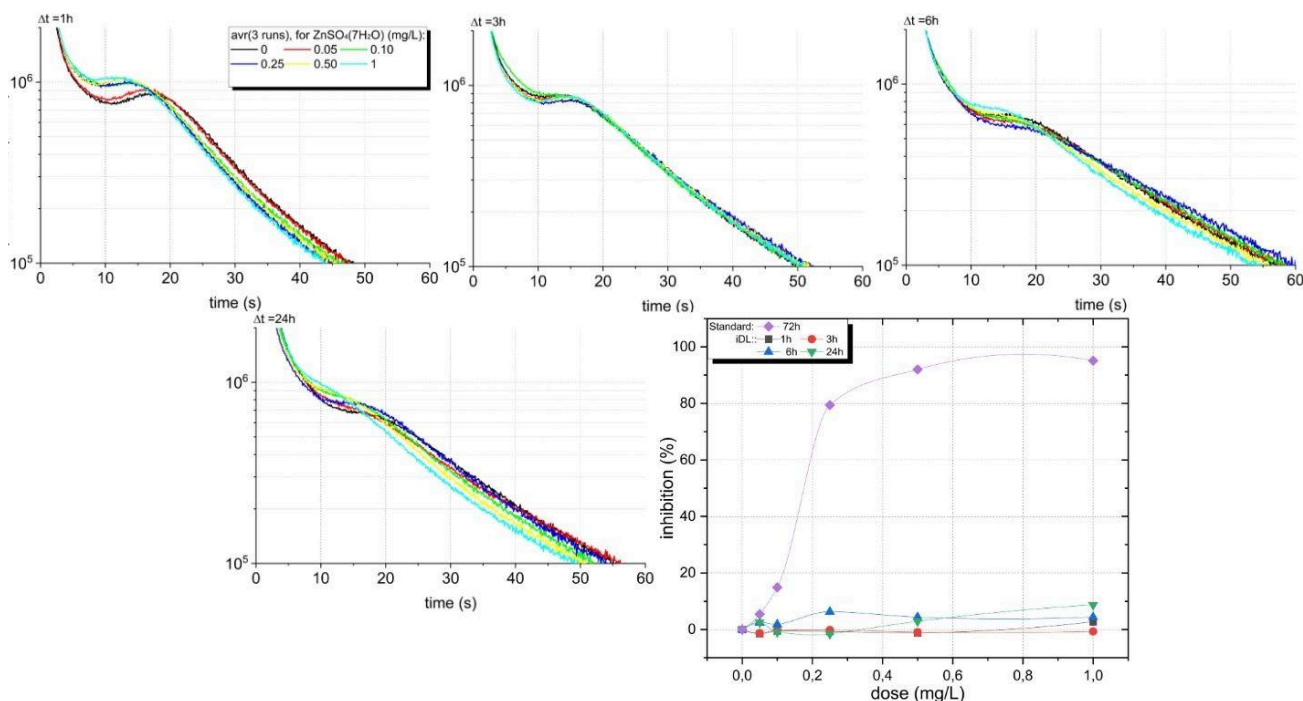 Δt =1h
avr(3 runs), for ZnSO₄(7H₂O) (mg/L):
0 0.05 0.10
0.25 0.50 1
10⁶
10⁵
0 10 20 30 40 50 60
time (s)
Δt =3h
10⁶
10⁵
0 10 20 30 40 50 60
time (s)
Δt =6h
10⁶
10⁵
0 10 20 30 40 50 60
time (s)
Δt =24h
10⁶
10⁵
0 10 20 30 40 50 60
time (s)
Standard: 72h
iDL:: 1h 3h
6h 24h
100
80
60
40
20
0
inhibition (%)
0,0 0,2 0,4 0,6 0,8 1,0
dose (mg/L)